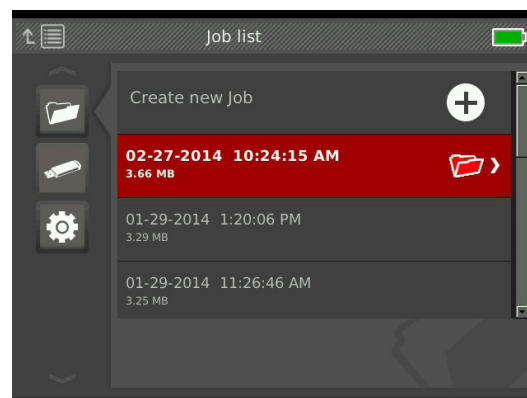 Job list
Create new Job
02-27-2014 10:24:15 AM
3.66 MB
01-29-2014 1:20:06 PM
3.29 MB
01-29-2014 11:26:46 AM
3.25 MB